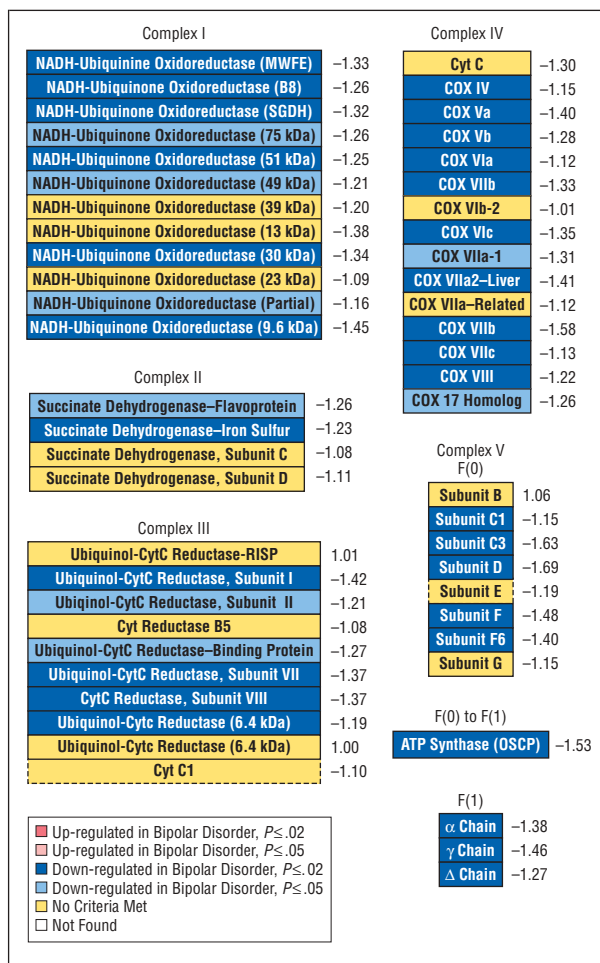 Complex I
NADH-Ubiquinine Oxidoreductase (MWFE) −1.33
NADH-Ubiquinone Oxidoreductase (B8) −1.26
NADH-Ubiquinone Oxidoreductase (SGDH) −1.32
NADH-Ubiquinone Oxidoreductase (75 kDa) −1.26
NADH-Ubiquinone Oxidoreductase (51 kDa) −1.25
NADH-Ubiquinone Oxidoreductase (49 kDa) −1.21
NADH-Ubiquinone Oxidoreductase (39 kDa) −1.20
NADH-Ubiquinone Oxidoreductase (13 kDa) −1.38
NADH-Ubiquinone Oxidoreductase (30 kDa) −1.34
NADH-Ubiquinone Oxidoreductase (23 kDa) −1.09
NADH-Ubiquinone Oxidoreductase (Partial) −1.16
NADH-Ubiquinone Oxidoreductase (9.6 kDa) −1.45
Complex II
Succinate Dehydrogenase–Flavoprotein −1.26
Succinate Dehydrogenase–Iron Sulfur −1.23
Succinate Dehydrogenase, Subunit C −1.08
Succinate Dehydrogenase, Subunit D −1.11
Complex III
Ubiquinol-CytC Reductase-RISP 1.01
Ubiquinol-CytC Reductase, Subunit I −1.42
Ubiqinol-CytC Reductase, Subunit II −1.21
Cyt Reductase B5 −1.08
Ubiquinol-CytC Reductase–Binding Protein −1.27
Ubiquinol-CytC Reductase, Subunit VII −1.37
CytC Reductase, Subunit VIII −1.37
Ubiquinol-Cytc Reductase (6.4 kDa) −1.19
Ubiquinol-Cytc Reductase (6.4 kDa) 1.00
Cyt C1 −1.10
Up-regulated in Bipolar Disorder, P≤.02
Up-regulated in Bipolar Disorder, P≤.05
Down-regulated in Bipolar Disorder, P≤.02
Down-regulated in Bipolar Disorder, P≤.05
No Criteria Met
Not Found
Complex IV
Cyt C −1.30
COX IV −1.15
COX Va −1.40
COX Vb −1.28
COX VIa −1.12
COX VIIb −1.33
COX VIb-2 −1.01
COX VIc −1.35
COX VIIa-1 −1.31
COX VIIa2–Liver −1.41
COX VIIa–Related −1.12
COX VIIb −1.58
COX VIIc −1.13
COX VIII −1.22
COX 17 Homolog −1.26
Complex V
F(0)
Subunit B 1.06
Subunit C1 −1.15
Subunit C3 −1.63
Subunit D −1.69
Subunit E −1.19
Subunit F −1.48
Subunit F6 −1.40
Subunit G −1.15
F(0) to F(1)
ATP Synthase (OSCP) −1.53
F(1)
α Chain −1.38
γ Chain −1.46
Δ Chain −1.27